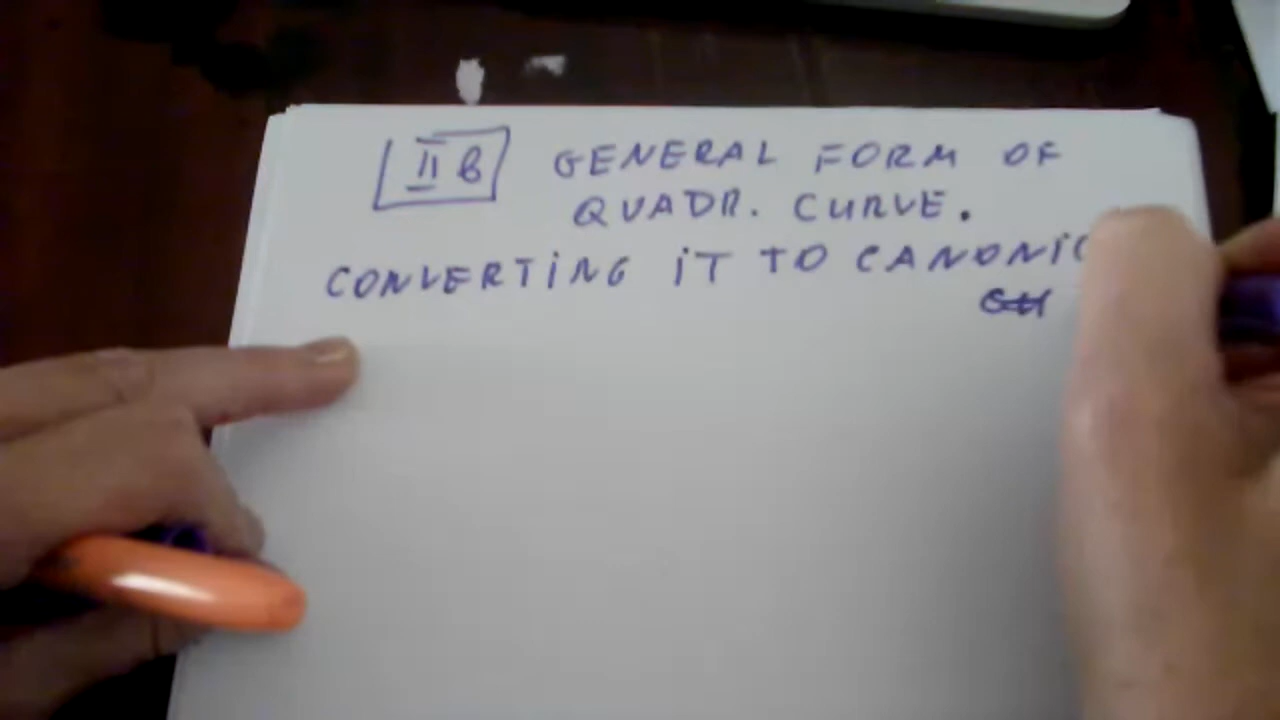 II B GENERAL FORM OF
QUADR. CURVE.
CONVERTING IT TO CANONIC